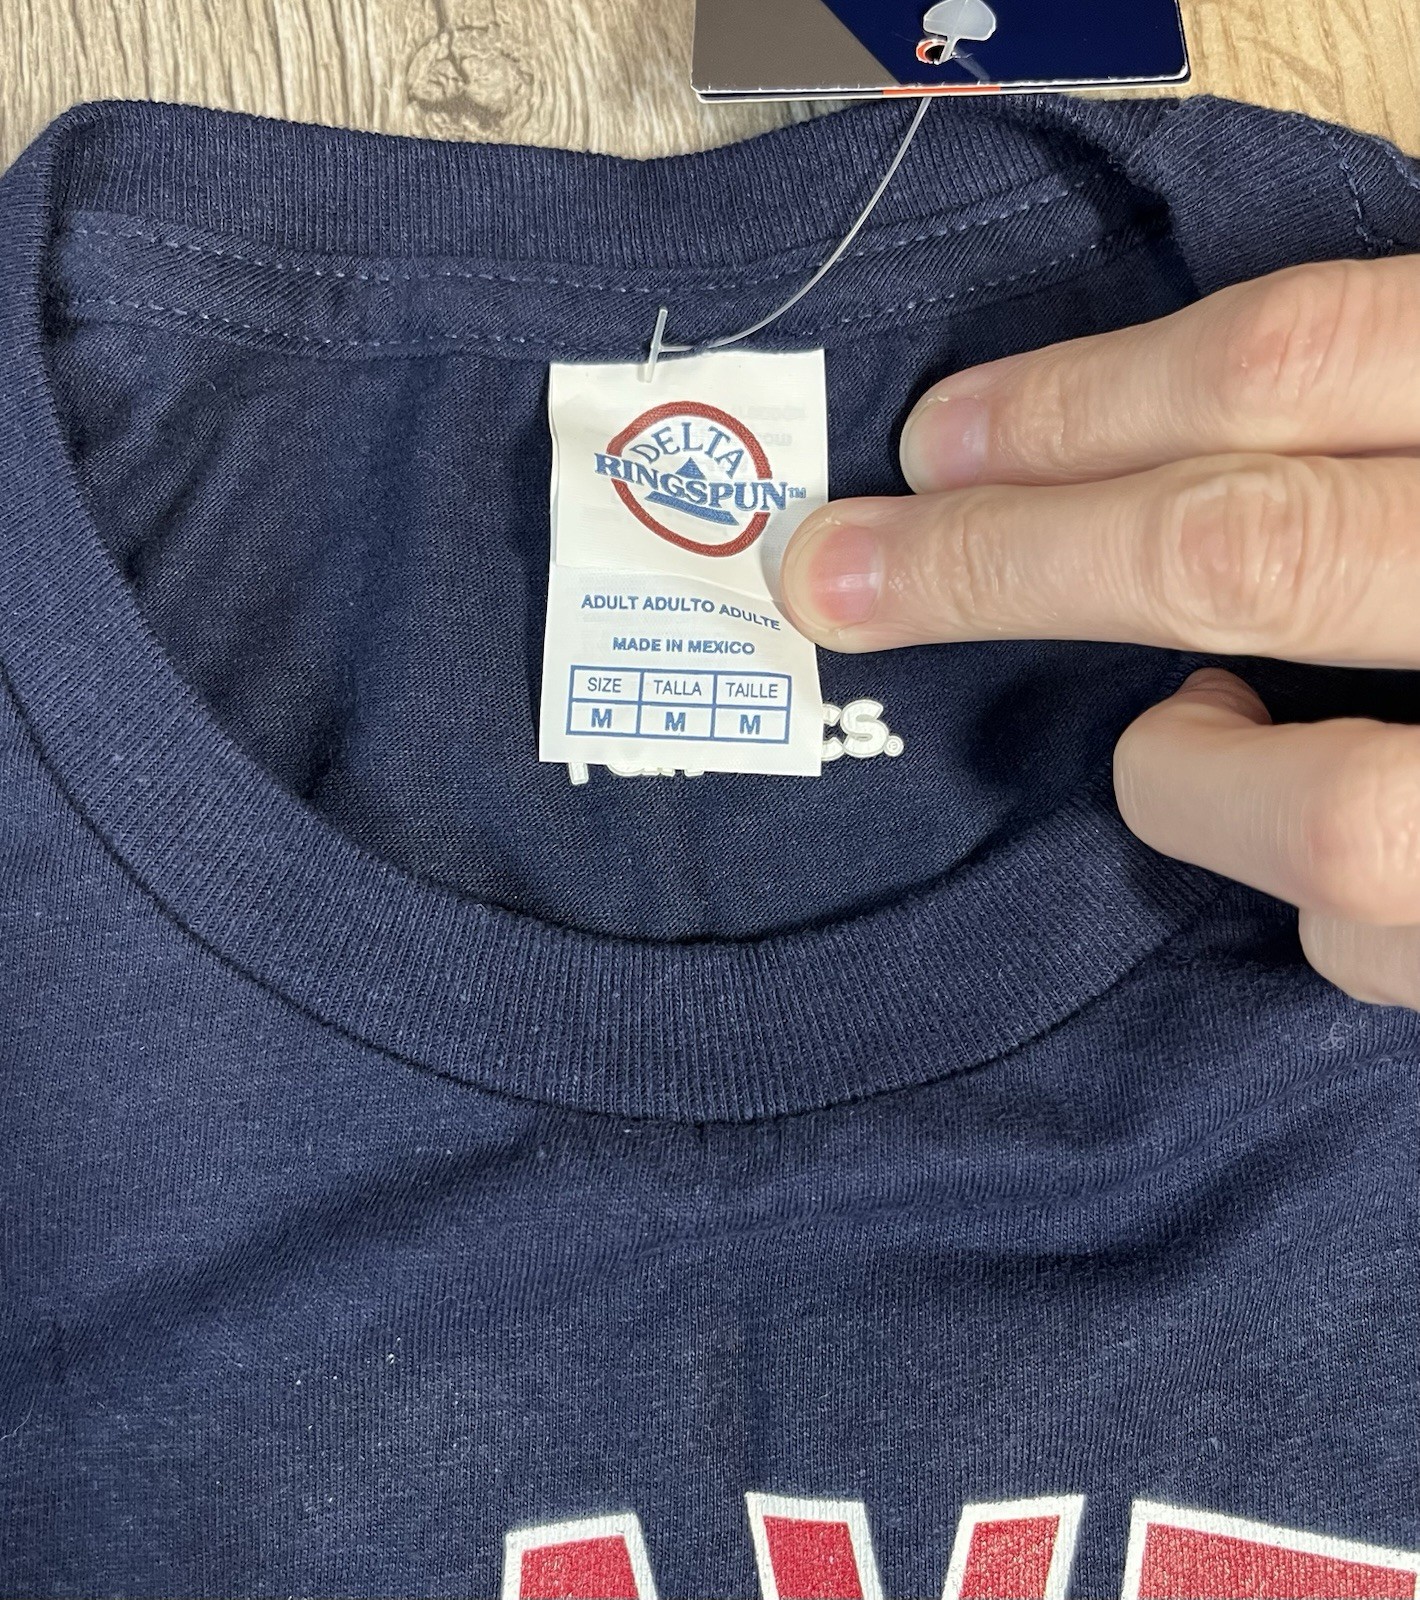 DELTA
RINGSPUN™
ADULT ADULTO ADULTE
MADE IN MEXICO
SIZE TALLA TAILLE
M M M